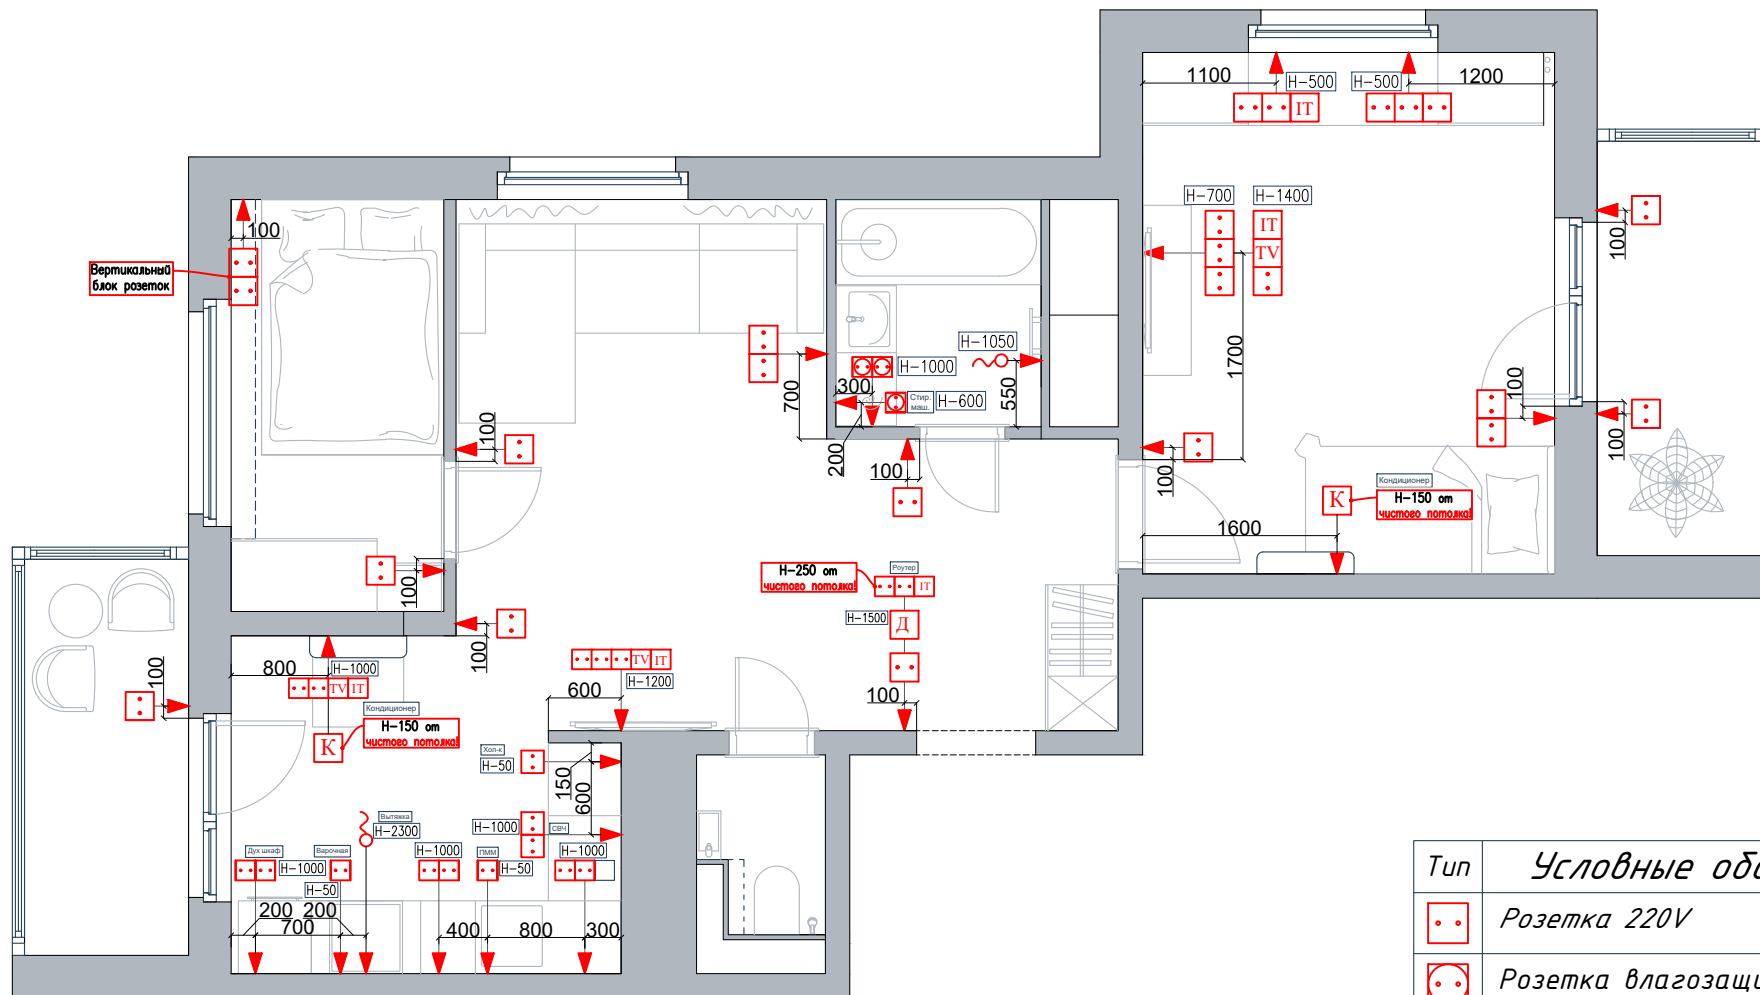 1100
H-500
H-500
1200
IT
H-700
H-1400
IT
TV
100
100
Вертикальный
блок розеток
1700
H-1050
H-1000
300
Стир.
маш.
H-600
550
700
200
100
100
100
100
100
Кондиционер
К
H-150 от
чистого потолка!
1600
100
Роутер
H-250 от
чистого потолка!
IT
H-1500
Д
100
100
100
800
H-1000
TV
IT
TV
IT
H-1200
600
100
Кондиционер
H-150 от
чистого потолка!
К
Хол-к
H-50
150
600
Вытяжка
H-2300
H-1000
СВЧ
Дух шкаф
H-1000
Варочная
H-50
H-1000
ПММ
H-50
H-1000
200
200
700
400
800
300
Тип
Условные обо
Розетка 220V
Розетка влагозащи